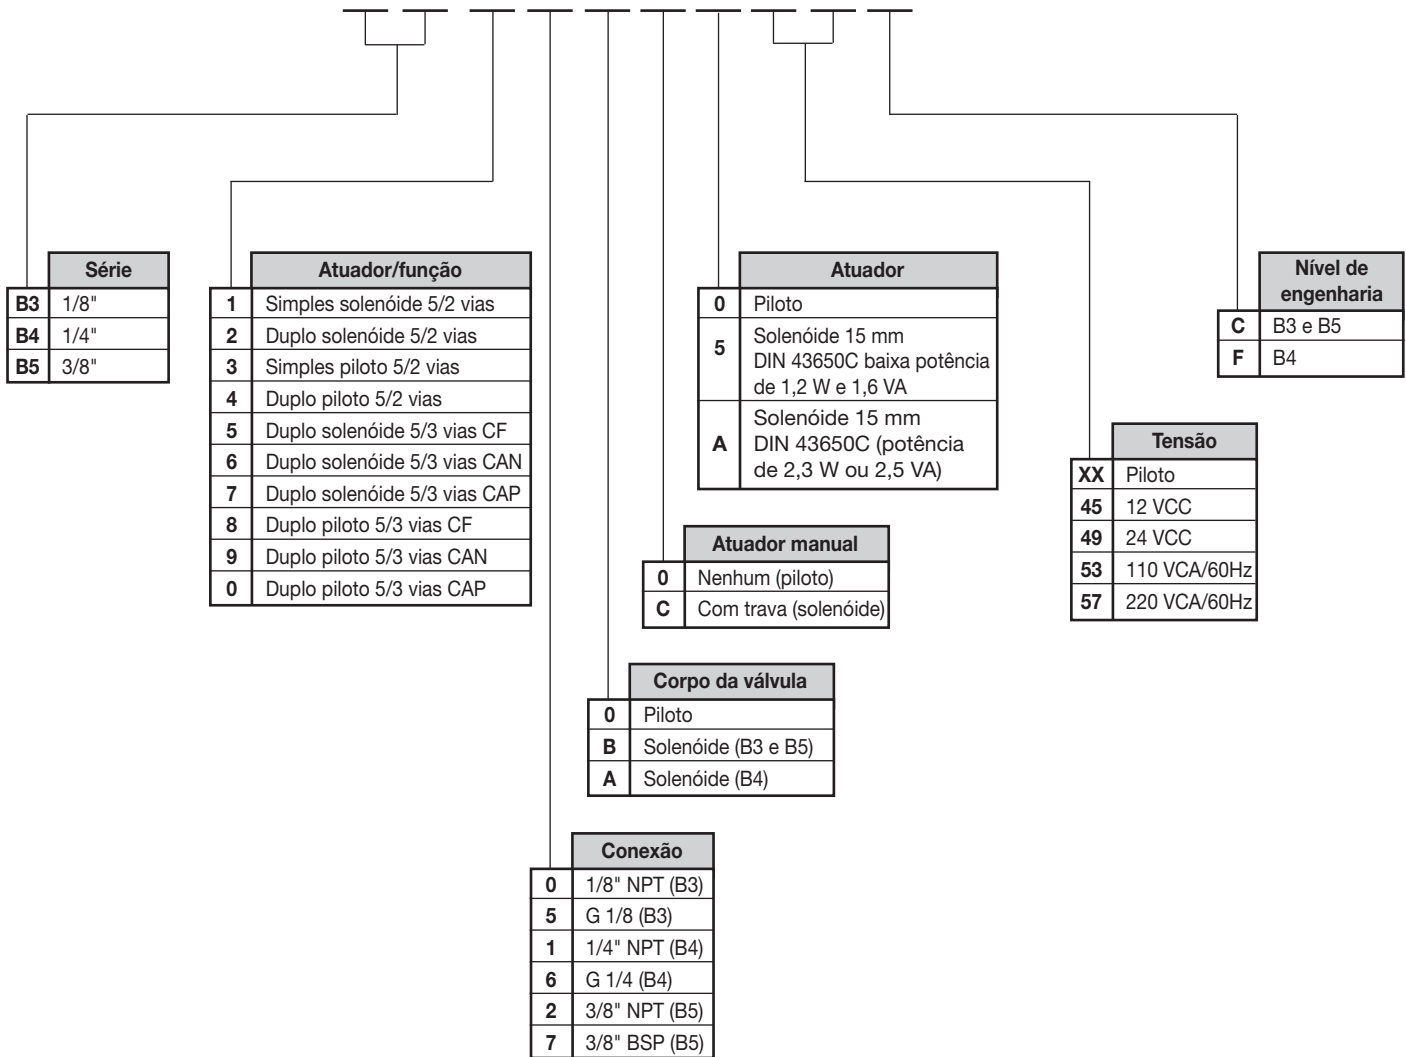 Série
B3 1/8"
B4 1/4"
B5 3/8"
Atuador/função
1 Simples solenóide 5/2 vias
2 Duplo solenóide 5/2 vias
3 Simples piloto 5/2 vias
4 Duplo piloto 5/2 vias
5 Duplo solenóide 5/3 vias CF
6 Duplo solenóide 5/3 vias CAN
7 Duplo solenóide 5/3 vias CAP
8 Duplo piloto 5/3 vias CF
9 Duplo piloto 5/3 vias CAN
0 Duplo piloto 5/3 vias CAP
Atuador
0 Piloto
5 Solenóide 15 mm
DIN 43650C baixa potência
de 1,2 W e 1,6 VA
A Solenóide 15 mm
DIN 43650C (potência
de 2,3 W ou 2,5 VA)
Nível de
engenharia
C B3 e B5
F B4
Tensão
XX Piloto
45 12 VCC
49 24 VCC
53 110 VCA/60Hz
57 220 VCA/60Hz
Atuador manual
0 Nenhum (piloto)
C Com trava (solenóide)
Corpo da válvula
0 Piloto
B Solenóide (B3 e B5)
A Solenóide (B4)
Conexão
0 1/8" NPT (B3)
5 G 1/8 (B3)
1 1/4" NPT (B4)
6 G 1/4 (B4)
2 3/8" NPT (B5)
7 3/8" BSP (B5)